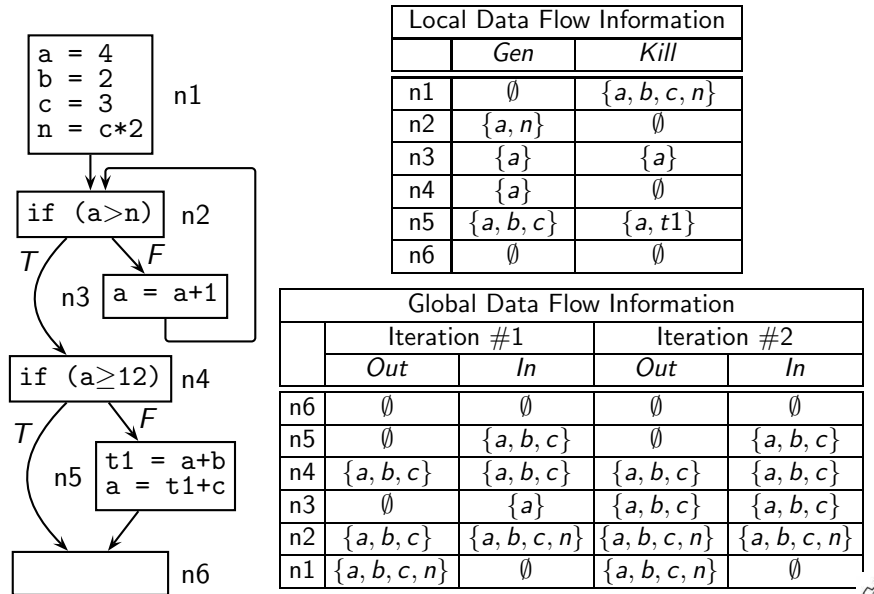 a = 4
b = 2
c = 3
n = c*2
n1
if (a>n)
n2
T
F
n3
a = a+1
if (a≥12)
n4
T
F
n5
t1 = a+b
a = t1+c
n6
Local Data Flow Information
Gen Kill
n1 ∅ {a, b, c, n}
n2 {a, n} ∅
n3 {a} {a}
n4 {a} ∅
n5 {a, b, c} {a, t1}
n6 ∅ ∅
Global Data Flow Information
Iteration #1 Iteration #2
Out In Out In
n6 ∅ ∅ ∅ ∅
n5 ∅ {a, b, c} ∅ {a, b, c}
n4 {a, b, c} {a, b, c} {a, b, c} {a, b, c}
n3 ∅ {a} {a, b, c} {a, b, c}
n2 {a, b, c} {a, b, c, n} {a, b, c, n} {a, b, c, n}
n1 {a, b, c, n} ∅ {a, b, c, n} ∅